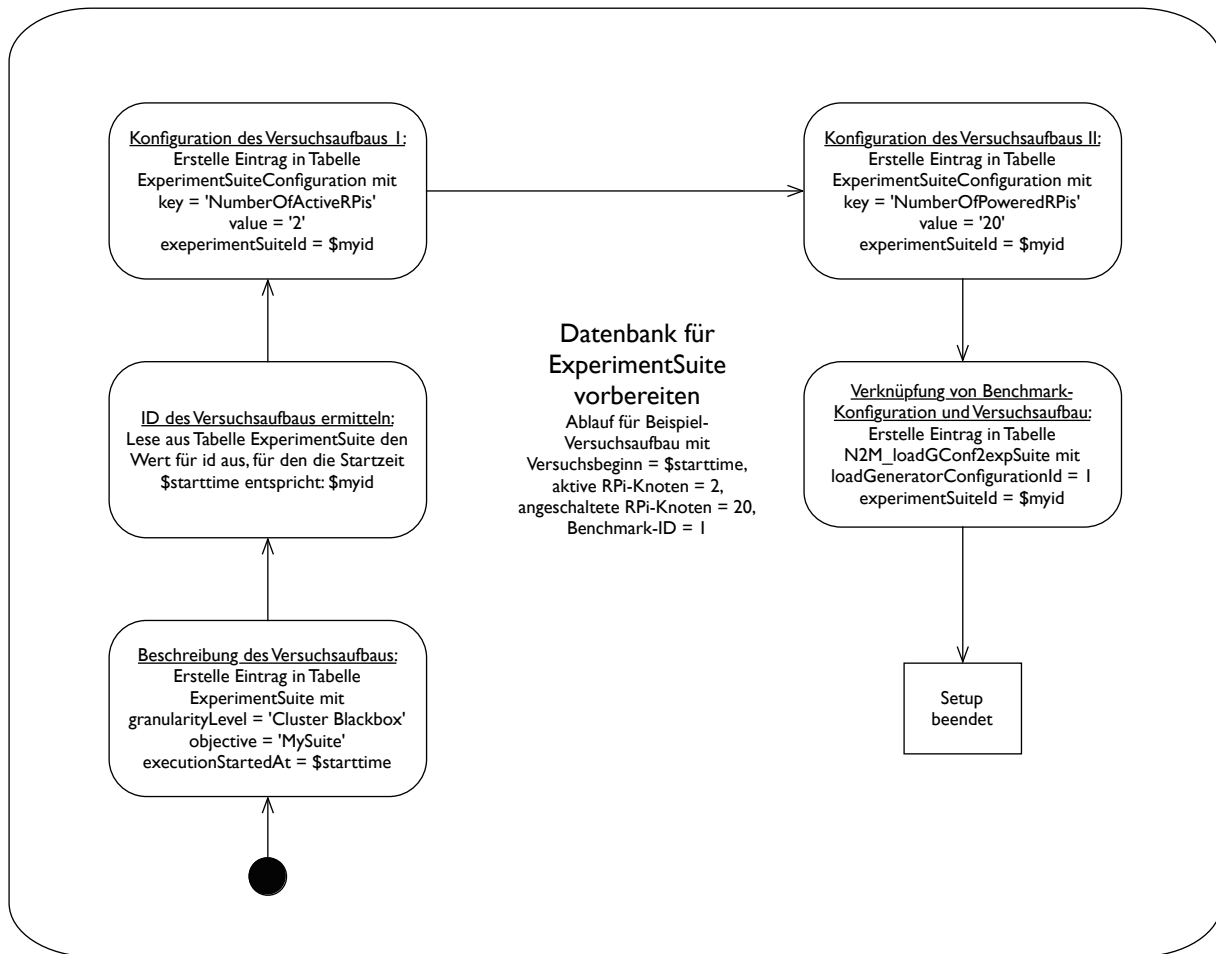 Konfiguration des Versuchsaufbaus I:
Erstelle Eintrag in Tabelle
ExperimentSuiteConfiguration mit
key = 'NumberOfActiveRPis'
value = '2'
exeperimentSuiteId = $myid
Konfiguration des Versuchsaufbaus II:
Erstelle Eintrag in Tabelle
ExperimentSuiteConfiguration mit
key = 'NumberOfPoweredRPis'
value = '20'
experimentSuiteId = $myid
Datenbank für
ExperimentSuite
vorbereiten
Ablauf für Beispiel-
Versuchsaufbau mit
Versuchsbeginn = $starttime,
aktive RPi-Knoten = 2,
angeschaltete RPi-Knoten = 20,
Benchmark-ID = 1
ID des Versuchsaufbaus ermitteln:
Lese aus Tabelle ExperimentSuite den
Wert für id aus, für den die Startzeit
$starttime entspricht: $myid
Verknüpfung von Benchmark-
Konfiguration und Versuchsaufbau:
Erstelle Eintrag in Tabelle
N2M_loadGConf2expSuite mit
loadGeneratorConfigurationId = 1
experimentSuiteId = $myid
Beschreibung des Versuchsaufbaus:
Erstelle Eintrag in Tabelle
ExperimentSuite mit
granularityLevel = 'Cluster Blackbox'
objective = 'MySuite'
executionStartedAt = $starttime
Setup
beendet